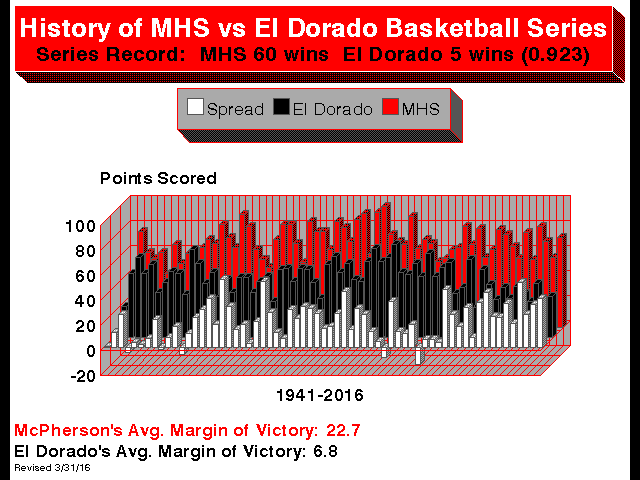 History of MHS vs El Dorado Basketball Series
Series Record:  MHS 60 wins  El Dorado 5 wins (0.923)
Spread El Dorado MHS
Points Scored
100
80
60
40
20
0
-20
1941-2016
McPherson's Avg. Margin of Victory: 22.7
El Dorado's Avg. Margin of Victory: 6.8
Revised 3/31/16